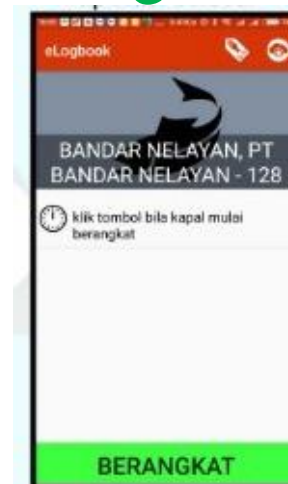 eLogbook
BANDAR NELAYAN, PT
BANDAR NELAYAN - 128
klik tombol bila kapal mulai
berangkat
BERANGKAT